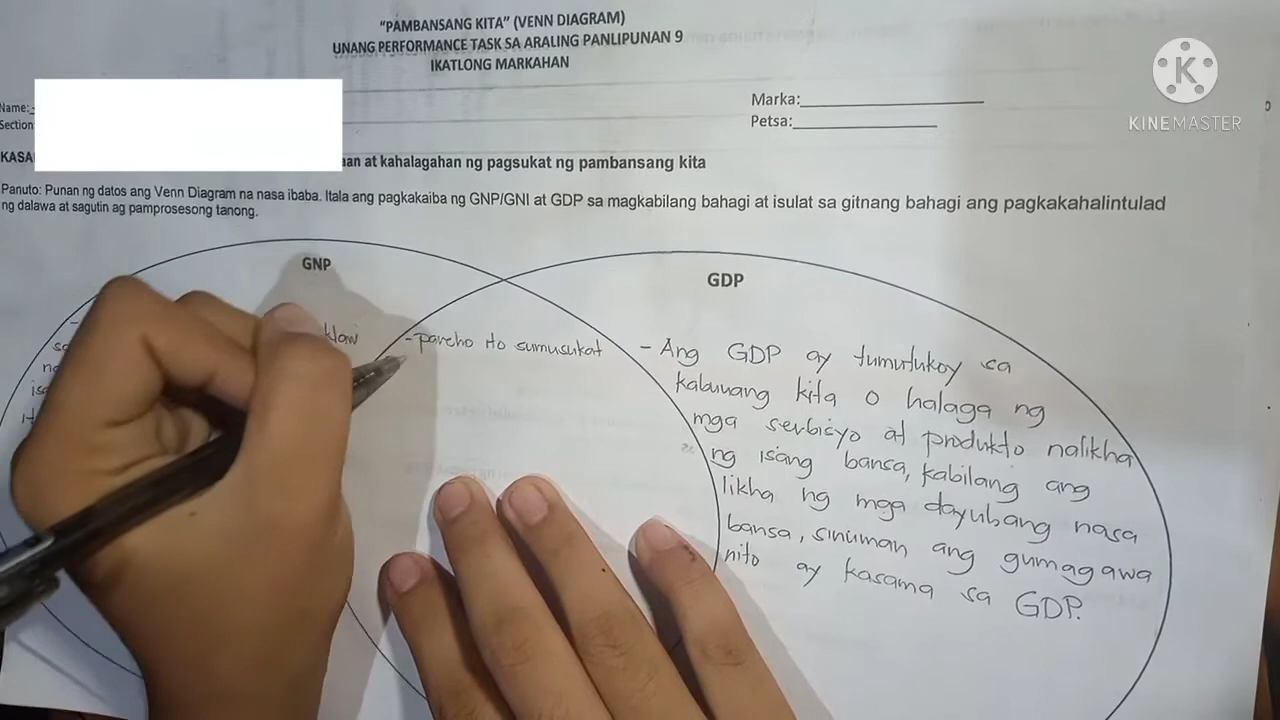 "PAMBANSANG KITA" (VENN DIAGRAM)
UNANG PERFORMANCE TASK SA ARALING PANLIPUNAN 9
IKATLONG MARKAHAN
Name:
Section
Marka:
Petsa:
KASA
aan at kahalagahan ng pagsukat ng pambansang kita
Panuto: Punan ng datos ang Venn Diagram na nasa ibaba. Itala ang pagkakaiba ng GNP/GNI at GDP sa magkabilang bahagi at isulat sa gitnang bahagi ang pagkakahalintulad
ng dalawa at sagutin ag pamprosesong tanong.
GNP
GDP
- pareho ito sumusukat
- Ang GDP ay tumutukoy sa
kabuuang kita o halaga ng
mga serbisyo at produkto nalikha
ng isang bansa, kabilang ang
likha ng mga dayuhang nasa
bansa, sinuman ang gumagawa
nito ay kasama sa GDP.
KINEMASTER